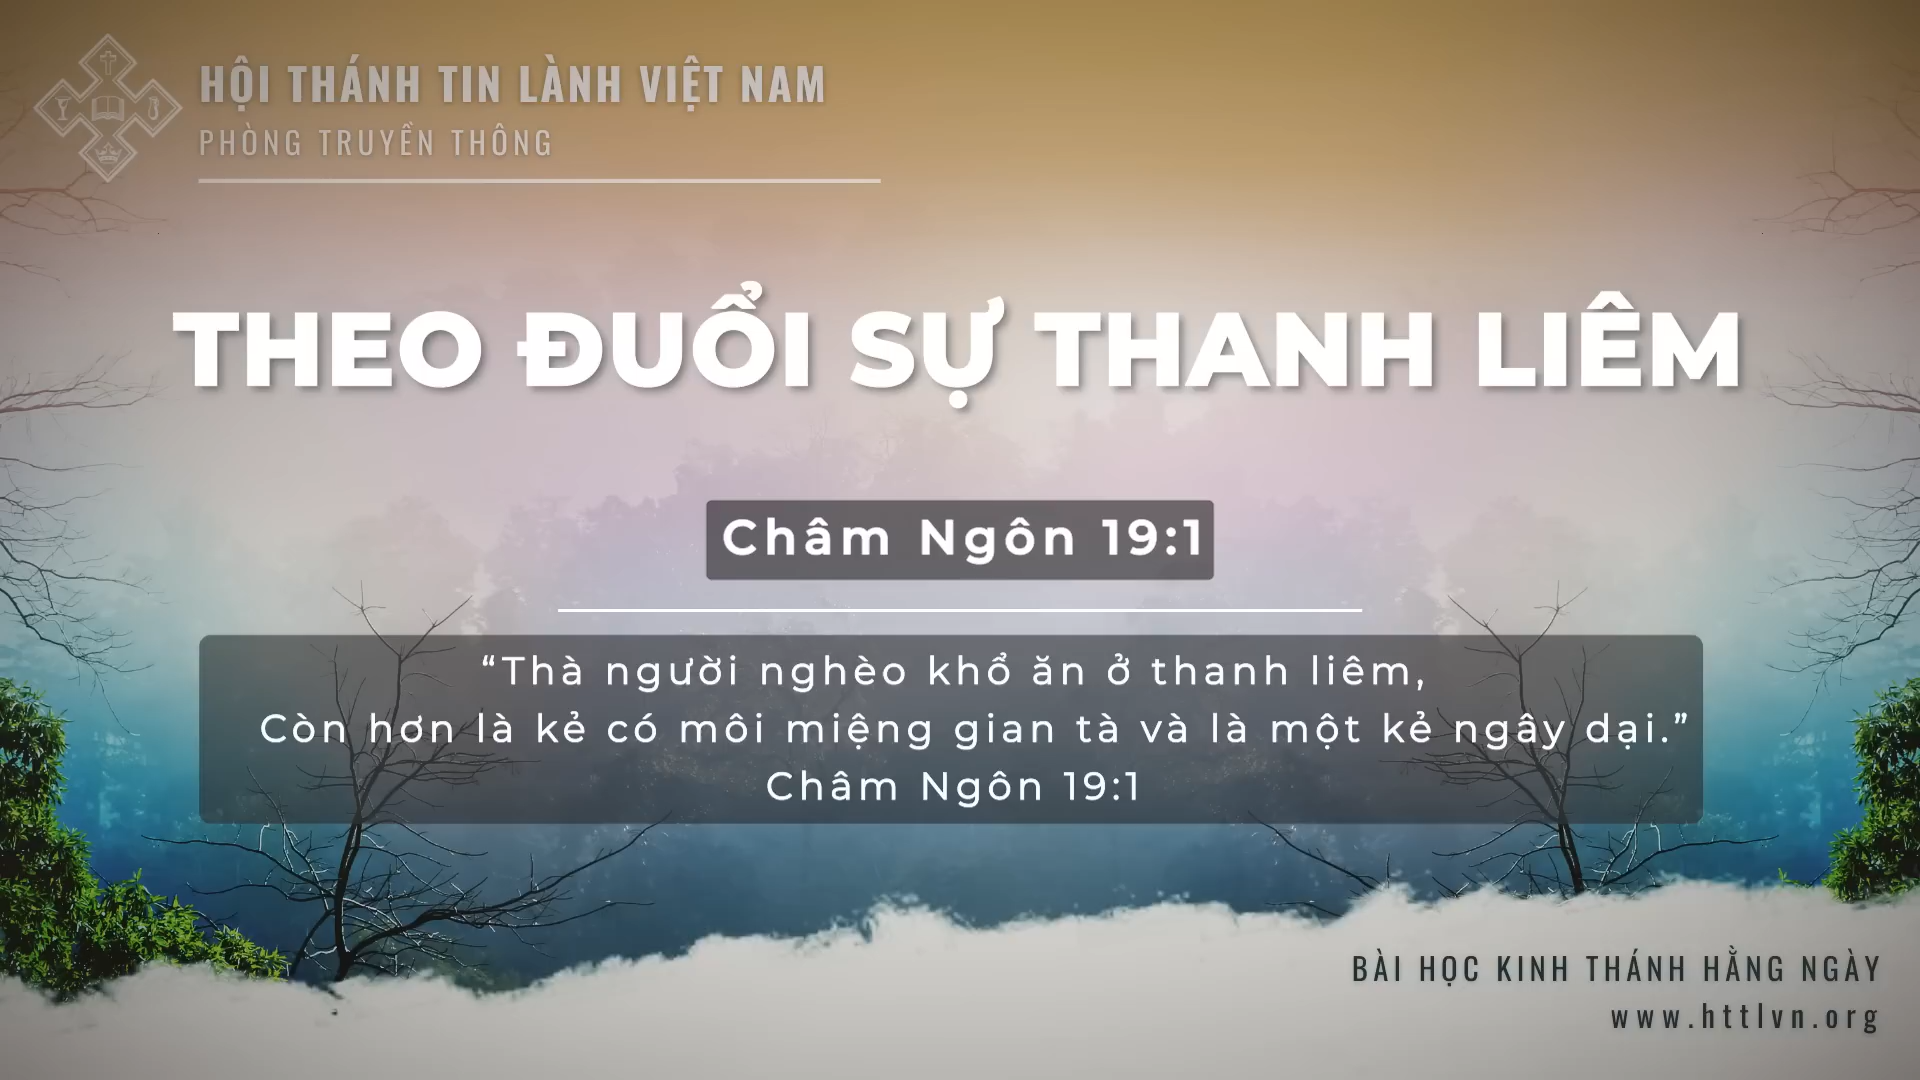 HỘI THÁNH TIN LÀNH VIỆT NAM
PHÒNG TRUYỀN THÔNG
THEO ĐUỔI SỰ THANH LIÊM
Châm Ngôn 19:1
“Thà người nghèo khổ ăn ở thanh liêm,
Còn hơn là kẻ có môi miệng gian tà và là một kẻ ngây dại.”
Châm Ngôn 19:1
BÀI HỌC KINH THÁNH HẰNG NGÀY
www.httlvn.org